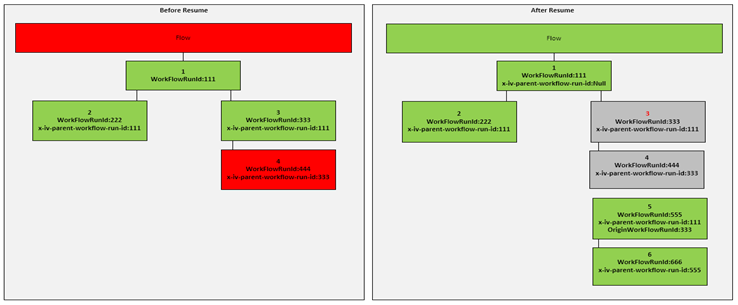 Before Resume
Flow
1
WorkFlowRunId:111
2
WorkFlowRunId:222
x-iv-parent-workflow-run-id:111
3
WorkFlowRunId:333
x-iv-parent-workflow-run-id:111
4
WorkFlowRunId:444
x-iv-parent-workflow-run-id:333
After Resume
Flow
1
WorkFlowRunId:111
x-iv-parent-workflow-run-id:Null
2
WorkFlowRunId:222
x-iv-parent-workflow-run-id:111
3
WorkFlowRunId:333
x-iv-parent-workflow-run-id:111
4
WorkFlowRunId:444
x-iv-parent-workflow-run-id:333
5
WorkFlowRunId:555
x-iv-parent-workflow-run-id:111
OriginWorkFlowRunId:333
6
WorkFlowRunId:666
x-iv-parent-workflow-run-id:555